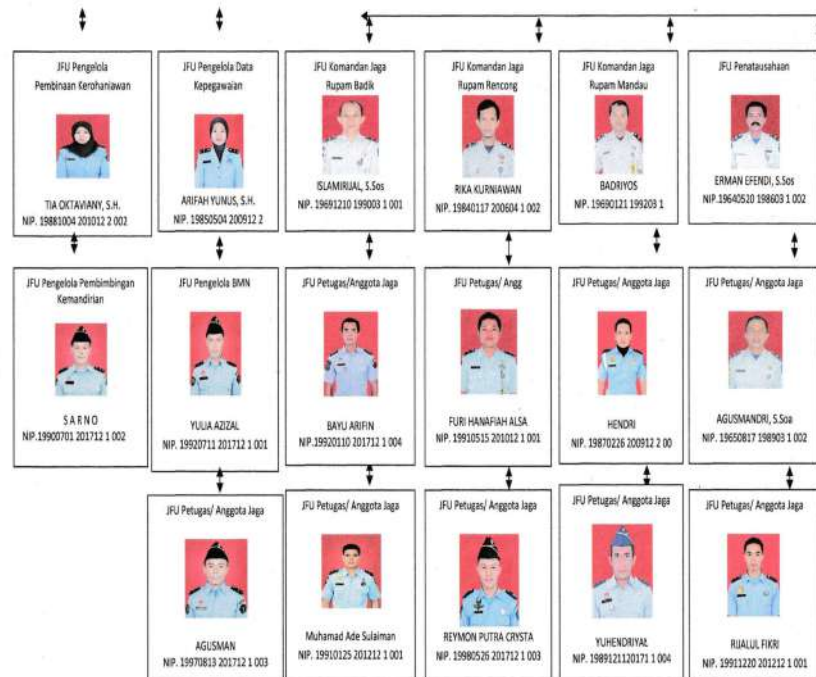 JFU Pengelola
Pembinaan Kerohaniawan
TIA OKTAVIANY, S.H.
NIP. 19881004 201012 2 002
JFU Pengelola Data
Kepegawaian
ARIFAH YUNUS, S.H.
NIP. 19850504 200912 2
JFU Komandan Jaga
Rupam Badik
ISLAMIRIJAL, S.Sos
NIP. 19691210 199003 1 001
JFU Komandan Jaga
Rupam Rencong
RIKA KURNIAWAN
NIP. 19840117 200604 1 002
JFU Komandan Jaga
Rupam Mandau
BADRIYOS
NIP. 19690121 199203 1
JFU Penatausahaan
ERMAN EFENDI, S.Sos
NIP. 19640520 198603 1 002
JFU Pengelola Pembimbingan
Kemandirian
S A R N O
NIP.19900701 201712 1 002
JFU Pengelola BMN
YULIA AZIZAL
NIP. 19920711 201712 1 001
JFU Petugas/Anggota Jaga
BAYU ARIFIN
NIP.19920110 201712 1 004
JFU Petugas/ Angg
FURI HANAFIAH ALSA
NIP. 19910515 201012 1 001
JFU Petugas/ Anggota Jaga
HENDRI
NIP. 19870226 200912 2 00
JFU Petugas/ Anggota Jaga
AGUSMANDRI, S.Soa
NIP. 19650817 198903 1 002
JFU Petugas/ Anggota Jaga
AGUSMAN
NIP. 19970813 201712 1 003
JFU Petugas/ Anggota Jaga
Muhamad Ade Sulaiman
NIP. 19910125 201212 1 001
JFU Petugas/ Anggota Jaga
REYMON PUTRA CRYSTA
NIP. 19980526 201712 1 003
JFU Petugas/ Anggota Jaga
YUHENDRIYAL
NIP. 1989121120171 1 004
JFU Petugas/ Anggota Jaga
RIJALUL FIKRI
NIP. 19911220 201212 1 001